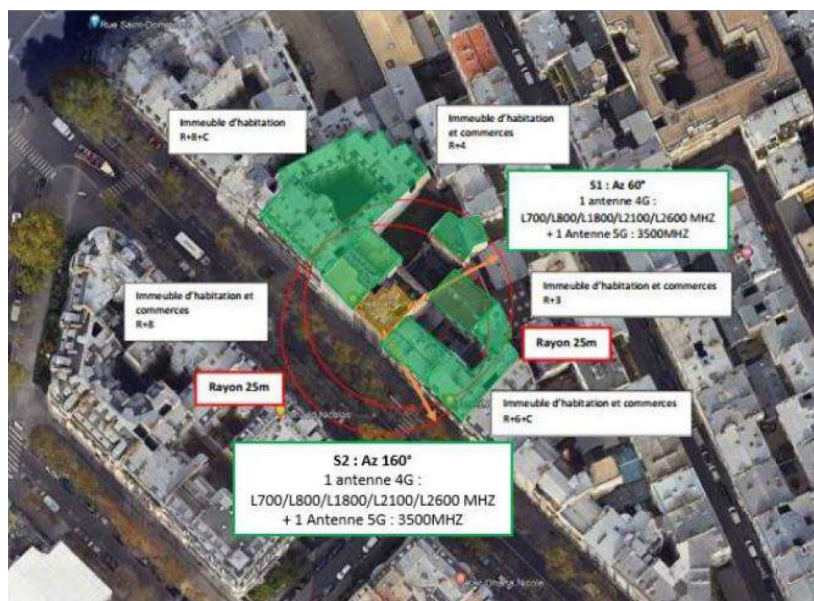 Rue Saint-Dom
Immeuble d'habitation
R+8+C
Immeuble d'habitation
et commerces
R+4
S1 : Az 60°
1 antenne 4G :
L700/L800/L1800/L2100/L2600 MHZ
+ 1 Antenne 5G : 3500MHZ
Immeuble d'habitation et
commerces
R+8
Immeuble d'habitation et commerces
R+3
Rayon 25m
Rayon 25m
Immeuble d'habitation et commerces
R+6+C
Nicolas
S2 : Az 160°
1 antenne 4G :
L700/L800/L1800/L2100/L2600 MHZ
+ 1 Antenne 5G : 3500MHZ
Nicole